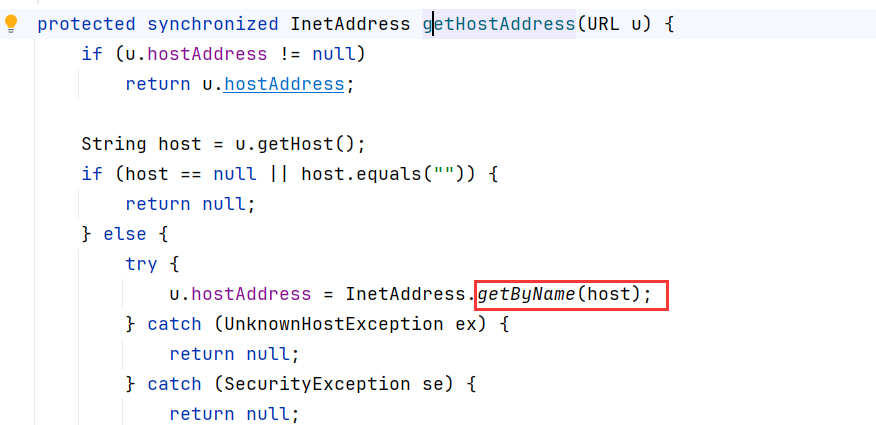 protected synchronized InetAddress getHostAddress(URL u) {
if (u.hostAddress != null)
return u.hostAddress;
String host = u.getHost();
if (host == null || host.equals("")) {
return null;
} else {
try {
u.hostAddress = InetAddress.getByName(host);
} catch (UnknownHostException ex) {
return null;
} catch (SecurityException se) {
return null;